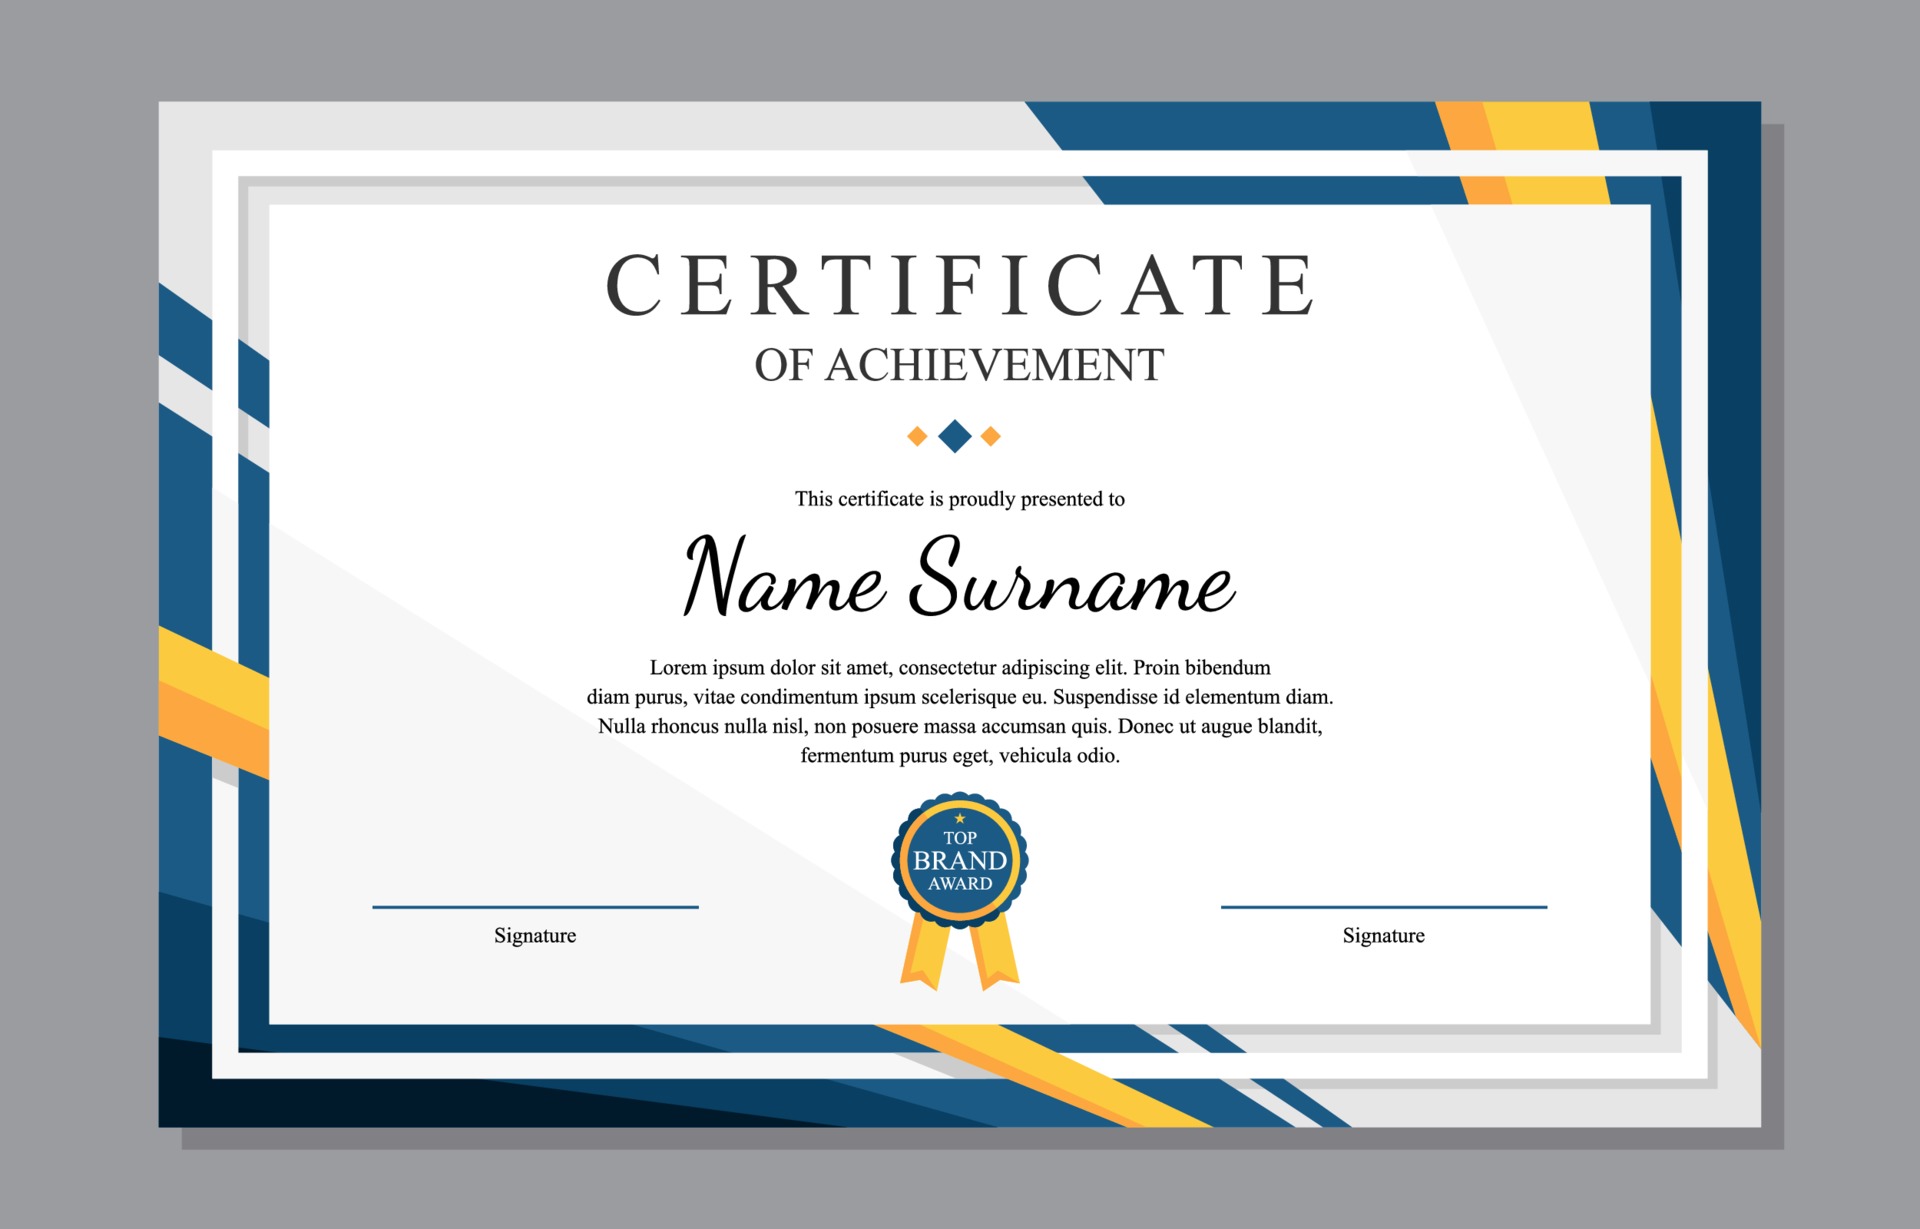 CERTIFICATE
OF ACHIEVEMENT
This certificate is proudly presented to
Name Surname
Lorem ipsum dolor sit amet, consectetur adipiscing elit. Proin bibendum
diam purus, vitae condimentum ipsum scelerisque eu. Suspendisse id elementum diam.
Nulla rhoncus nulla nisl, non posuere massa accumsan quis. Donec ut augue blandit,
fermentum purus eget, vehicula odio.
TOP
BRAND
AWARD
Signature
Signature